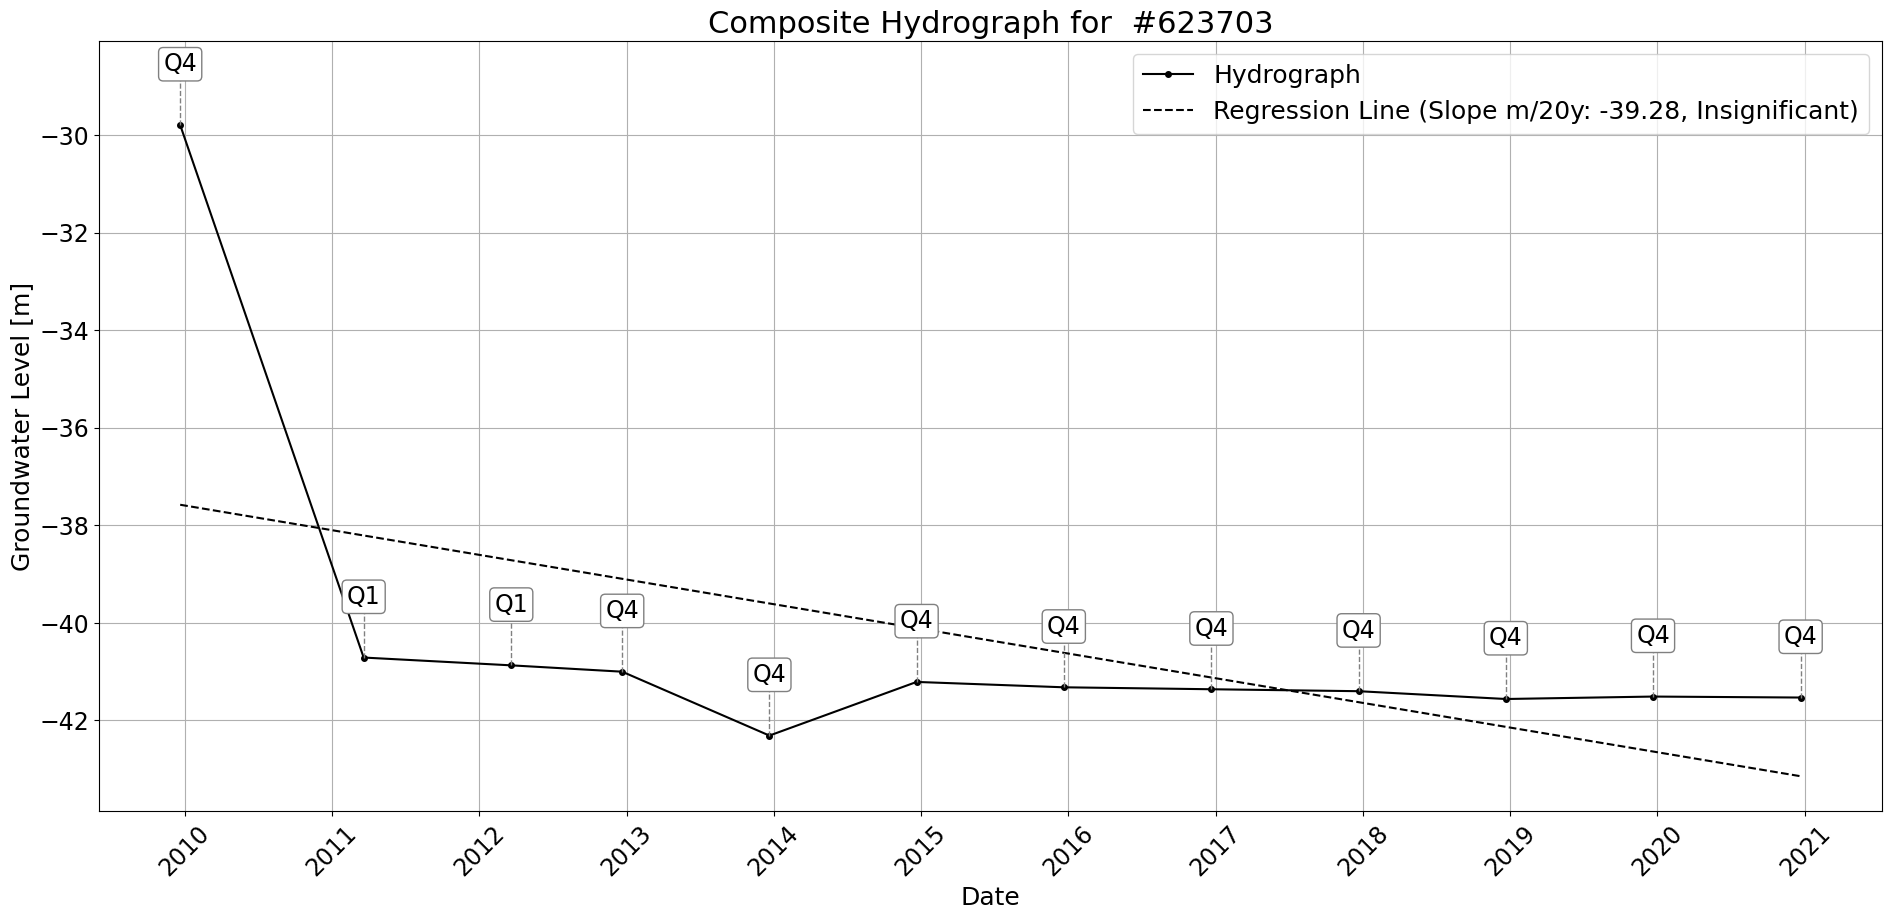 Composite Hydrograph for  #623703
Hydrograph
Regression Line (Slope m/20y: -39.28, Insignificant)
Groundwater Level [m]
−30
−32
−34
−36
−38
−40
−42
Q4
Q1
Q1
Q4
Q4
Q4
Q4
Q4
Q4
Q4
Q4
Q4
2010
2011
2012
2013
2014
2015
2016
2017
2018
2019
2020
2021
Date